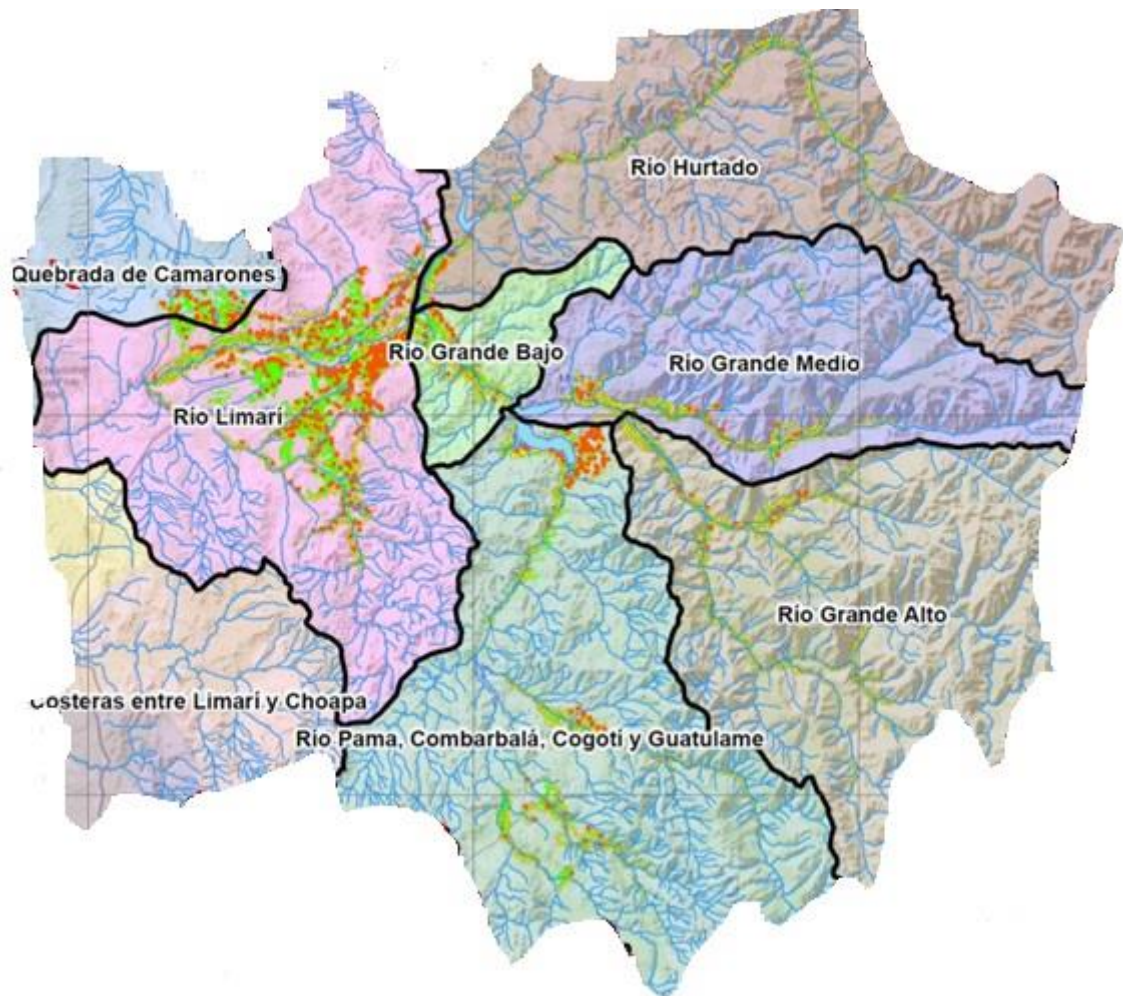 Río Hurtado
Quebrada de Camarones
Río Grande Bajo
Río Grande Medio
Río Limarí
Río Grande Alto
Costeras entre Limarí y Choapa
Río Pama, Combarbalá, Cogotí y Guatulame